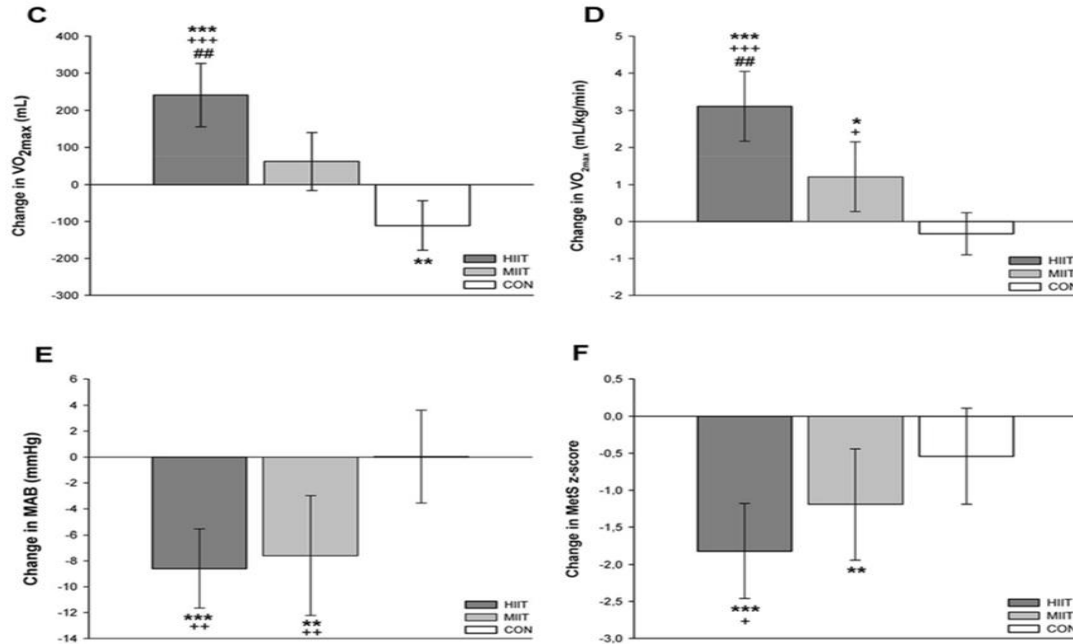 C
Change in VO2max (mL)
400
300
200
100
0
-100
-200
-300
***
+++
##
**
HIIT
MIIT
CON
D
Change in VO2max (mL/kg/min)
5
4
3
2
1
0
-1
-2
***
+++
##
*
+
HIIT
MIIT
CON
E
Change in MAB (mmHg)
6
4
2
0
-2
-4
-6
-8
-10
-12
-14
***
++
**
++
HIIT
MIIT
CON
F
Change in MetS z-score
0,5
0,0
-0,5
-1,0
-1,5
-2,0
-2,5
-3,0
***
+
**
HIIT
MIIT
CON